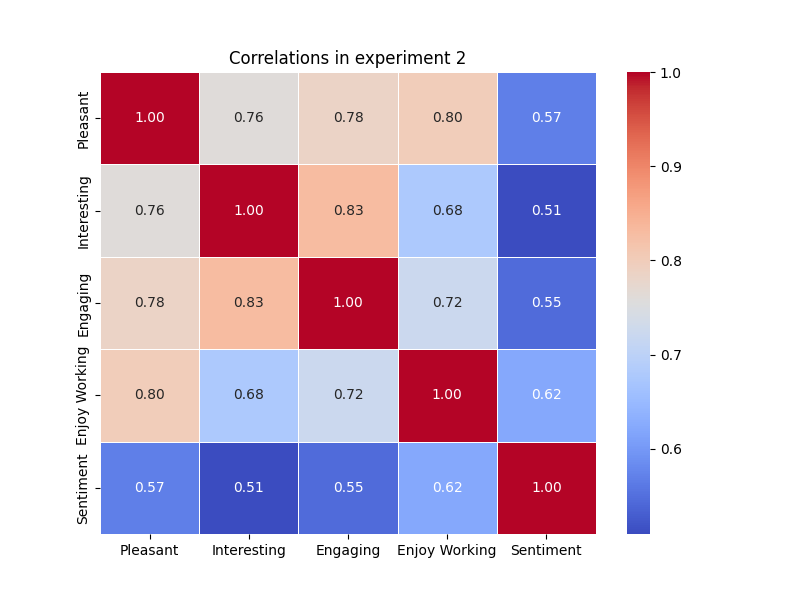 Correlations in experiment 2
Pleasant 1.00 0.76 0.78 0.80 0.57
Interesting 0.76 1.00 0.83 0.68 0.51
Engaging 0.78 0.83 1.00 0.72 0.55
Enjoy Working 0.80 0.68 0.72 1.00 0.62
Sentiment 0.57 0.51 0.55 0.62 1.00
Pleasant Interesting Engaging Enjoy Working Sentiment
1.0
0.9
0.8
0.7
0.6